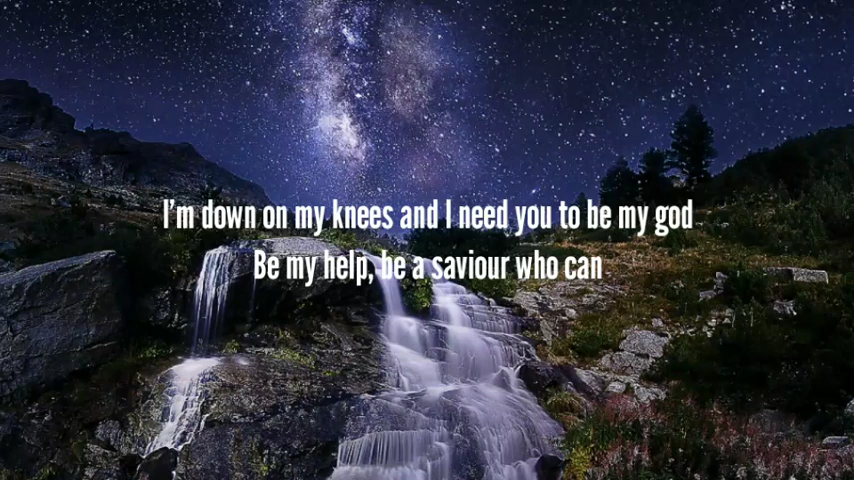 I'm down on my knees and I need you to be my god
Be my help, be a saviour who can